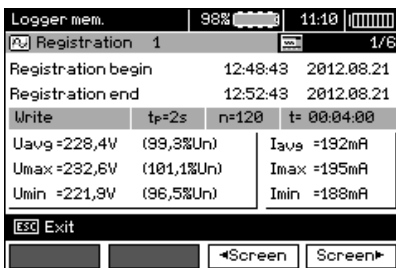 Logger mem. 98% 11:10
Registration 1 1/6
Registration begin 12:48:43 2012.08.21
Registration end 12:52:43 2012.08.21
Write tP=2s n=120 t= 00:04:00
Uavg =228,4V (99,3%Un) Iavg =192mA
Umax =232,6V (101,1%Un) Imax =195mA
Umin =221,9V (96,5%Un) Imin =188mA
ESC Exit
◄Screen Screen►